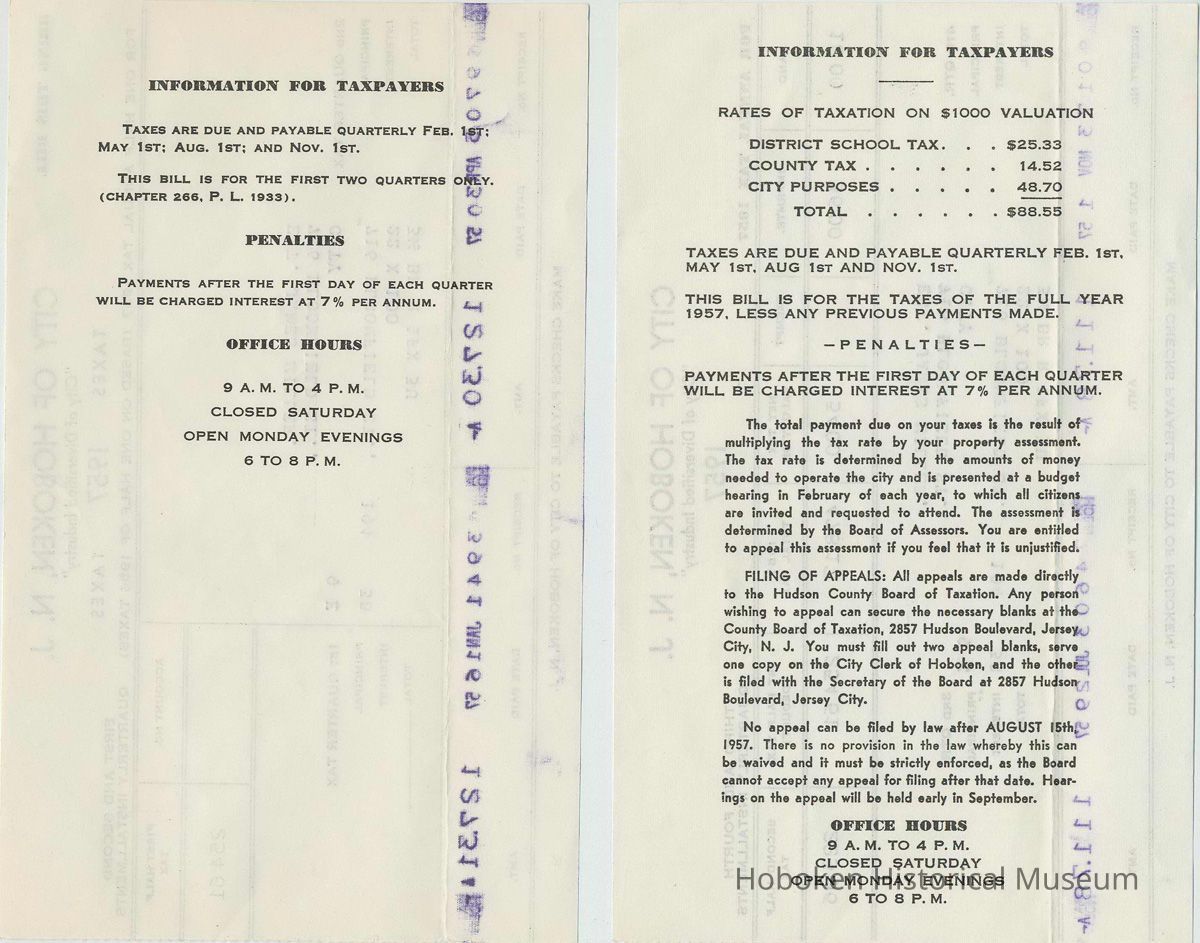 INFORMATION FOR TAXPAYERS
TAXES ARE DUE AND PAYABLE QUARTERLY FEB. 1ST;
MAY 1ST; AUG. 1ST; AND NOV. 1ST.
THIS BILL IS FOR THE FIRST TWO QUARTERS ONLY.
(CHAPTER 266, P. L. 1933).
PENALTIES
PAYMENTS AFTER THE FIRST DAY OF EACH QUARTER
WILL BE CHARGED INTEREST AT 7% PER ANNUM.
OFFICE HOURS
9 A. M. TO 4 P. M.
CLOSED SATURDAY
OPEN MONDAY EVENINGS
6 TO 8 P. M.
INFORMATION FOR TAXPAYERS
RATES OF TAXATION ON $1000 VALUATION
DISTRICT SCHOOL TAX. . . $25.33
COUNTY TAX . . . . . . 14.52
CITY PURPOSES . . . . . 48.70
TOTAL . . . . . . $88.55
TAXES ARE DUE AND PAYABLE QUARTERLY FEB. 1ST,
MAY 1ST, AUG 1ST AND NOV. 1ST.
THIS BILL IS FOR THE TAXES OF THE FULL YEAR
1957, LESS ANY PREVIOUS PAYMENTS MADE.
—PENALTIES—
PAYMENTS AFTER THE FIRST DAY OF EACH QUARTER
WILL BE CHARGED INTEREST AT 7% PER ANNUM.
The total payment due on your taxes is the result of
multiplying the tax rate by your property assessment.
The tax rate is determined by the amounts of money
needed to operate the city and is presented at a budget
hearing in February of each year, to which all citizens
are invited and requested to attend. The assessment is
determined by the Board of Assessors. You are entitled
to appeal this assessment if you feel that it is unjustified.
FILING OF APPEALS: All appeals are made directly
to the Hudson County Board of Taxation. Any person
wishing to appeal can secure the necessary blanks at the
County Board of Taxation, 2857 Hudson Boulevard, Jersey
City, N. J. You must fill out two appeal blanks, serve
one copy on the City Clerk of Hoboken, and the other
is filed with the Secretary of the Board at 2857 Hudson
Boulevard, Jersey City.
No appeal can be filed by law after AUGUST 15th,
1957. There is no provision in the law whereby this can
be waived and it must be strictly enforced, as the Board
cannot accept any appeal for filing after that date. Hear-
ings on the appeal will be held early in September.
OFFICE HOURS
9 A. M. TO 4 P. M.
CLOSED SATURDAY
OPEN MONDAY EVENINGS
6 TO 8 P. M.
Hoboken Historical Museum